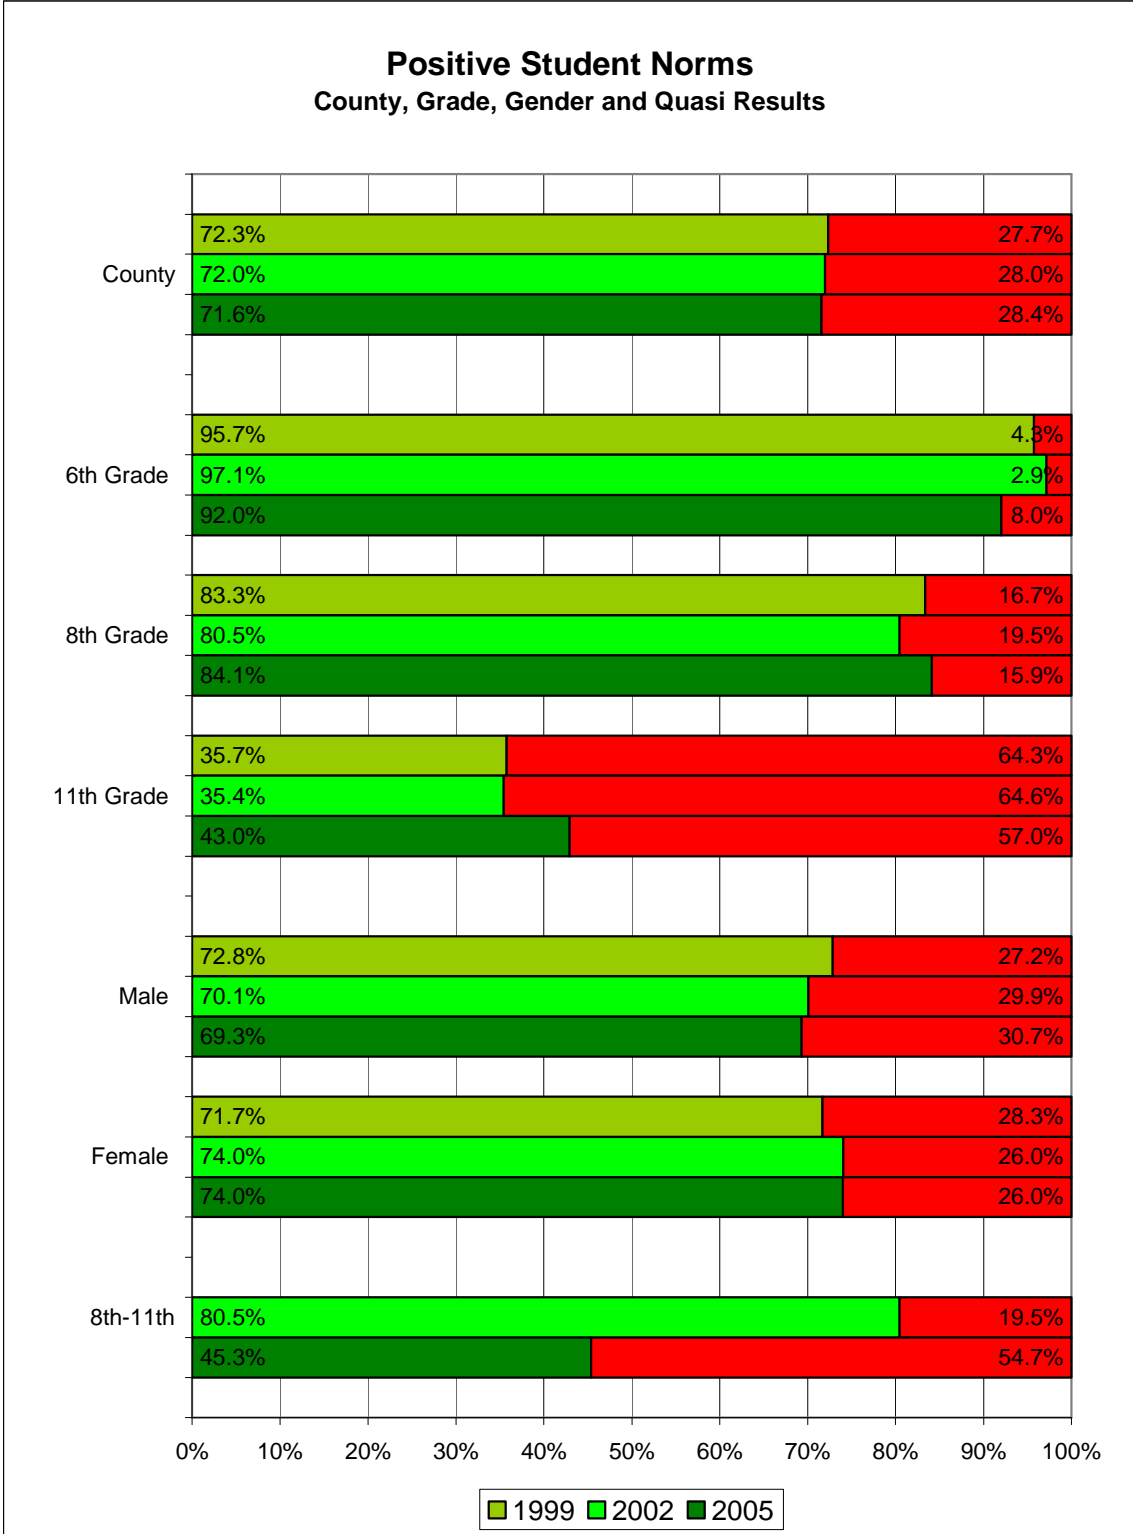 Positive Student Norms
County, Grade, Gender and Quasi Results
72.3% 27.7%
County 72.0% 28.0%
71.6% 28.4%
95.7% 4.3%
6th Grade 97.1% 2.9%
92.0% 8.0%
83.3% 16.7%
8th Grade 80.5% 19.5%
84.1% 15.9%
35.7% 64.3%
11th Grade 35.4% 64.6%
43.0% 57.0%
72.8% 27.2%
Male 70.1% 29.9%
69.3% 30.7%
71.7% 28.3%
Female 74.0% 26.0%
74.0% 26.0%
8th-11th 80.5% 19.5%
45.3% 54.7%
0% 10% 20% 30% 40% 50% 60% 70% 80% 90% 100%
1999 2002 2005